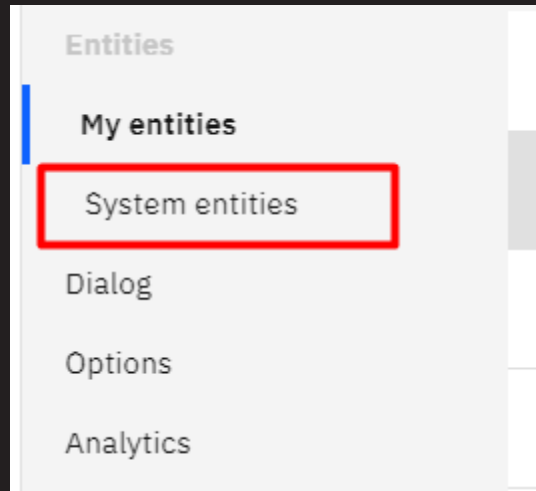 Entities
My entities
System entities
Dialog
Options
Analytics